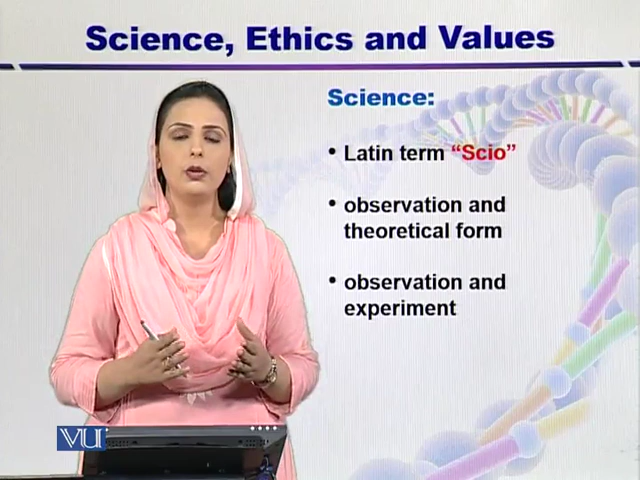 Science, Ethics and Values
Science:
• Latin term “Scio”
• observation and
theoretical form
• observation and
experiment
VU